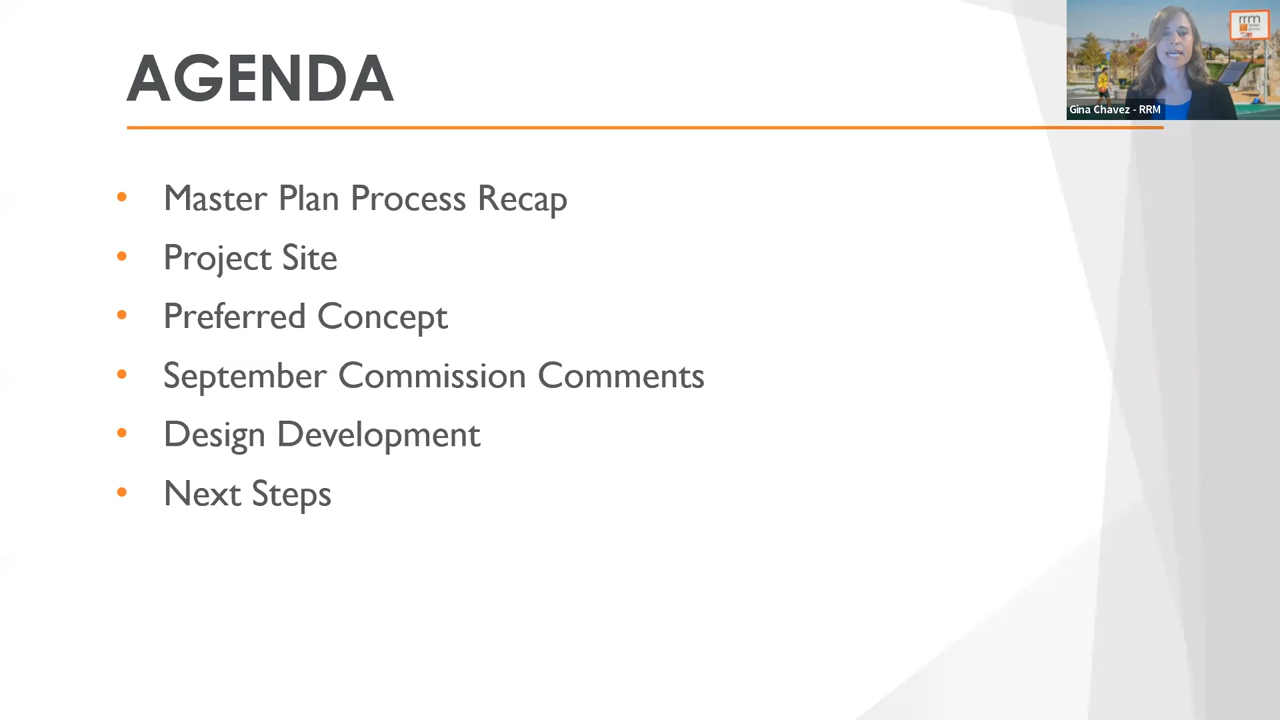 AGENDA
rrm
Gina Chavez - RRM
• Master Plan Process Recap
• Project Site
• Preferred Concept
• September Commission Comments
• Design Development
• Next Steps